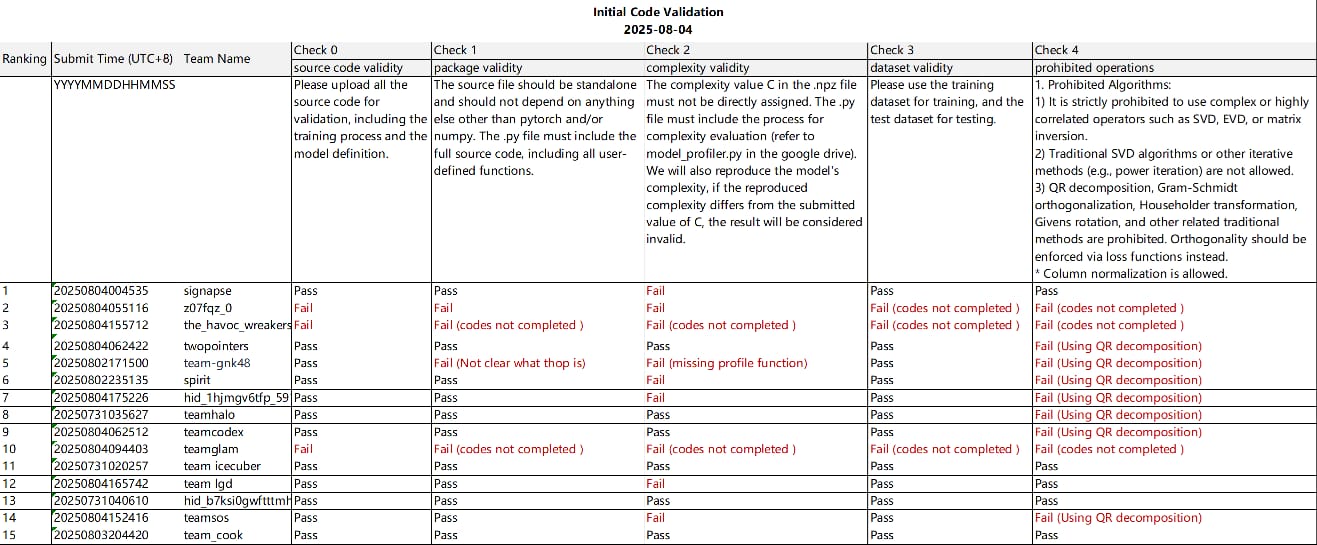 Initial Code Validation
2025-08-04
Ranking Submit Time (UTC+8) Team Name Check 0 Check 1 Check 2 Check 3 Check 4
source code validity package validity complexity validity dataset validity prohibited operations
YYYYMMDDHHMMSS
Please upload all the
source code for
validation, including the
training process and the
model definition.
The source file should be standalone
and should not depend on anything
else other than pytorch and/or
numpy. The .py file must include the
full source code, including all user-
defined functions.
The complexity value C in the .npz file
must not be directly assigned. The .py
file must include the process for
complexity evaluation (refer to
model_profiler.py in the google drive).
We will also reproduce the model's
complexity, if the reproduced
complexity differs from the submitted
value of C, the result will be considered
invalid.
Please use the training
dataset for training, and the
test dataset for testing.
1. Prohibited Algorithms:
1) It is strictly prohibited to use complex or highly
correlated operators such as SVD, EVD, or matrix
inversion.
2) Traditional SVD algorithms or other iterative
methods (e.g., power iteration) are not allowed.
3) QR decomposition, Gram-Schmidt
orthogonalization, Householder transformation,
Givens rotation, and other related traditional
methods are prohibited. Orthogonality should be
enforced via loss functions instead.
* Column normalization is allowed.
1 20250804004535 signapse Pass Pass Fail Pass Pass
2 20250804055116 z07fqz_0 Fail Fail Fail Fail (codes not completed ) Fail (codes not completed )
3 20250804155712 the_havoc_wreakers Fail Fail (codes not completed ) Fail (codes not completed ) Fail (codes not completed ) Fail (codes not completed )
4 20250804062422 twopointers Pass Pass Pass Pass Fail (Using QR decomposition)
5 20250802171500 team-gnk48 Pass Fail (Not clear what thop is) Fail (missing profile function) Pass Fail (Using QR decomposition)
6 20250802235135 spirit Pass Pass Fail Pass Fail (Using QR decomposition)
7 20250804175226 hid_1hjmgv6tfp_59 Pass Pass Fail Pass Fail (Using QR decomposition)
8 20250731035627 teamhalo Pass Pass Pass Pass Fail (Using QR decomposition)
9 20250804062512 teamcodex Pass Pass Pass Pass Fail (Using QR decomposition)
10 20250804094403 teamglam Fail Fail (codes not completed ) Fail (codes not completed ) Fail (codes not completed ) Fail (codes not completed )
11 20250731020257 team icecuber Pass Pass Pass Pass Pass
12 20250804165742 team lgd Pass Pass Fail Pass Pass
13 20250731040610 hid_b7ksi0gwftttmh Pass Pass Pass Pass Pass
14 20250804152416 teamsos Pass Pass Fail Pass Fail (Using QR decomposition)
15 20250803204420 team_cook Pass Pass Pass Pass Pass